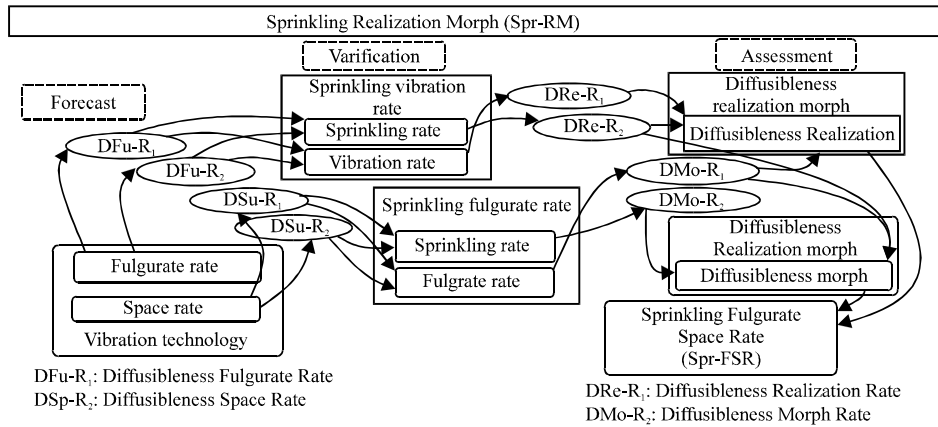 Sprinkling Realization Morph (Spr-RM)
Forecast
Varification
Assessment
DFu-R1
DFu-R2
DSu-R1
DSu-R2
Fulgurate rate
Space rate
Vibration technology
Sprinkling vibration
rate
Sprinkling rate
Vibration rate
Sprinkling fulgurate rate
Sprinkling rate
Fulgrate rate
DRe-R1
DRe-R2
DMo-R1
DMo-R2
Diffusibleness
realization morph
Diffusibleness Realization
Diffusibleness
Realization morph
Diffusibleness morph
Sprinkling Fulgurate
Space Rate
(Spr-FSR)
DFu-R1: Diffusibleness Fulgurate Rate
DSp-R2: Diffusibleness Space Rate
DRe-R1: Diffusibleness Realization Rate
DMo-R2: Diffusibleness Morph Rate